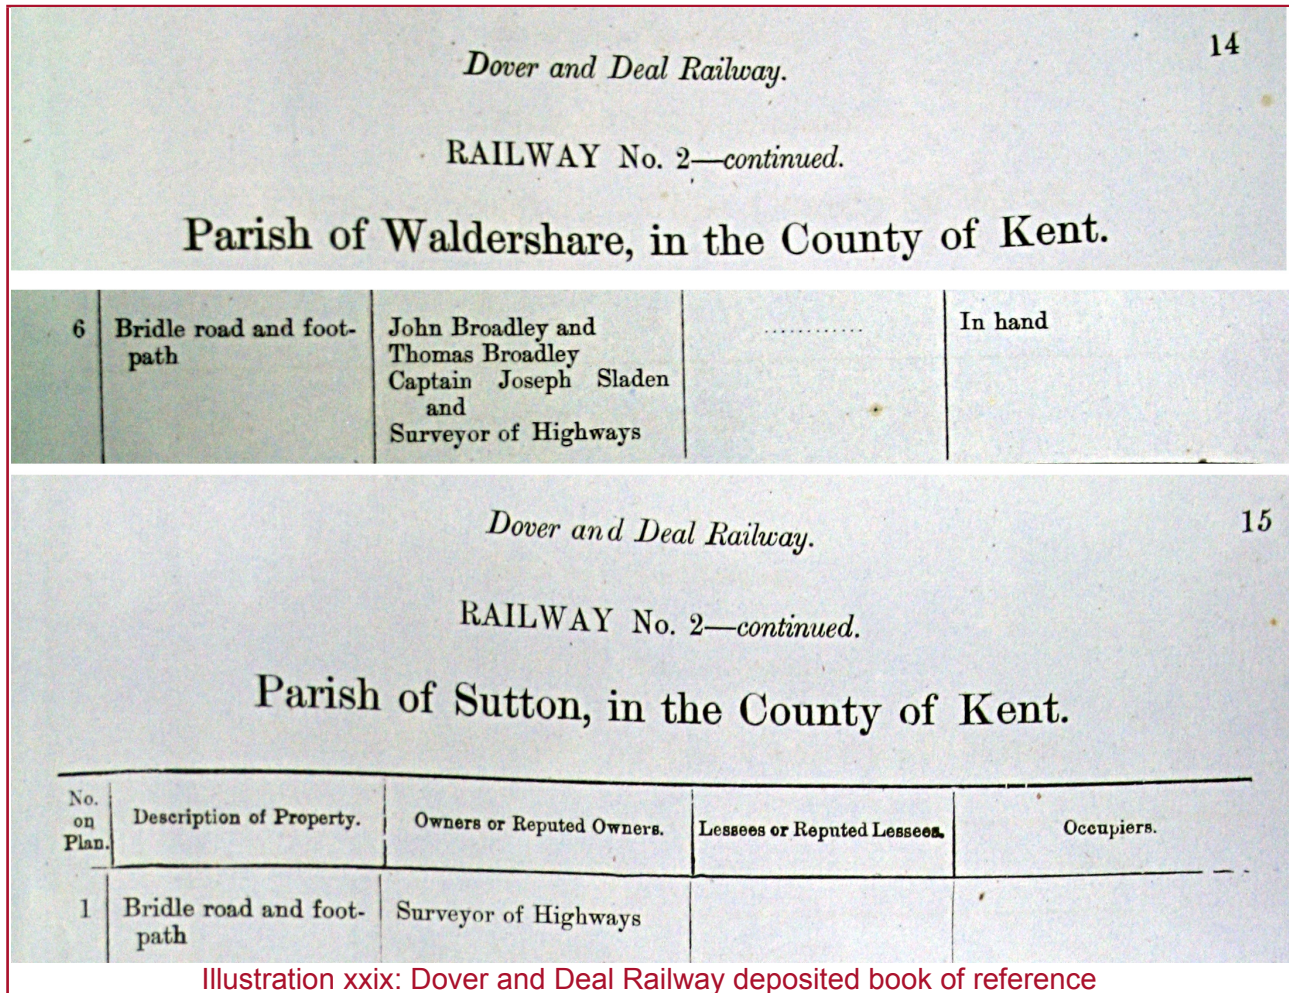 14
Dover and Deal Railway.
RAILWAY No. 2—continued.
Parish of Waldershare, in the County of Kent.
6
Bridle road and foot-
path
John Broadley and
Thomas Broadley
Captain Joseph Sladen
and
Surveyor of Highways
............
In hand
15
Dover and Deal Railway.
RAILWAY No. 2—continued.
Parish of Sutton, in the County of Kent.
No.
on
Plan.
Description of Property.
Owners or Reputed Owners.
Lessees or Reputed Lessees.
Occupiers.
1
Bridle road and foot-
path
Surveyor of Highways
Illustration xxix: Dover and Deal Railway deposited book of reference